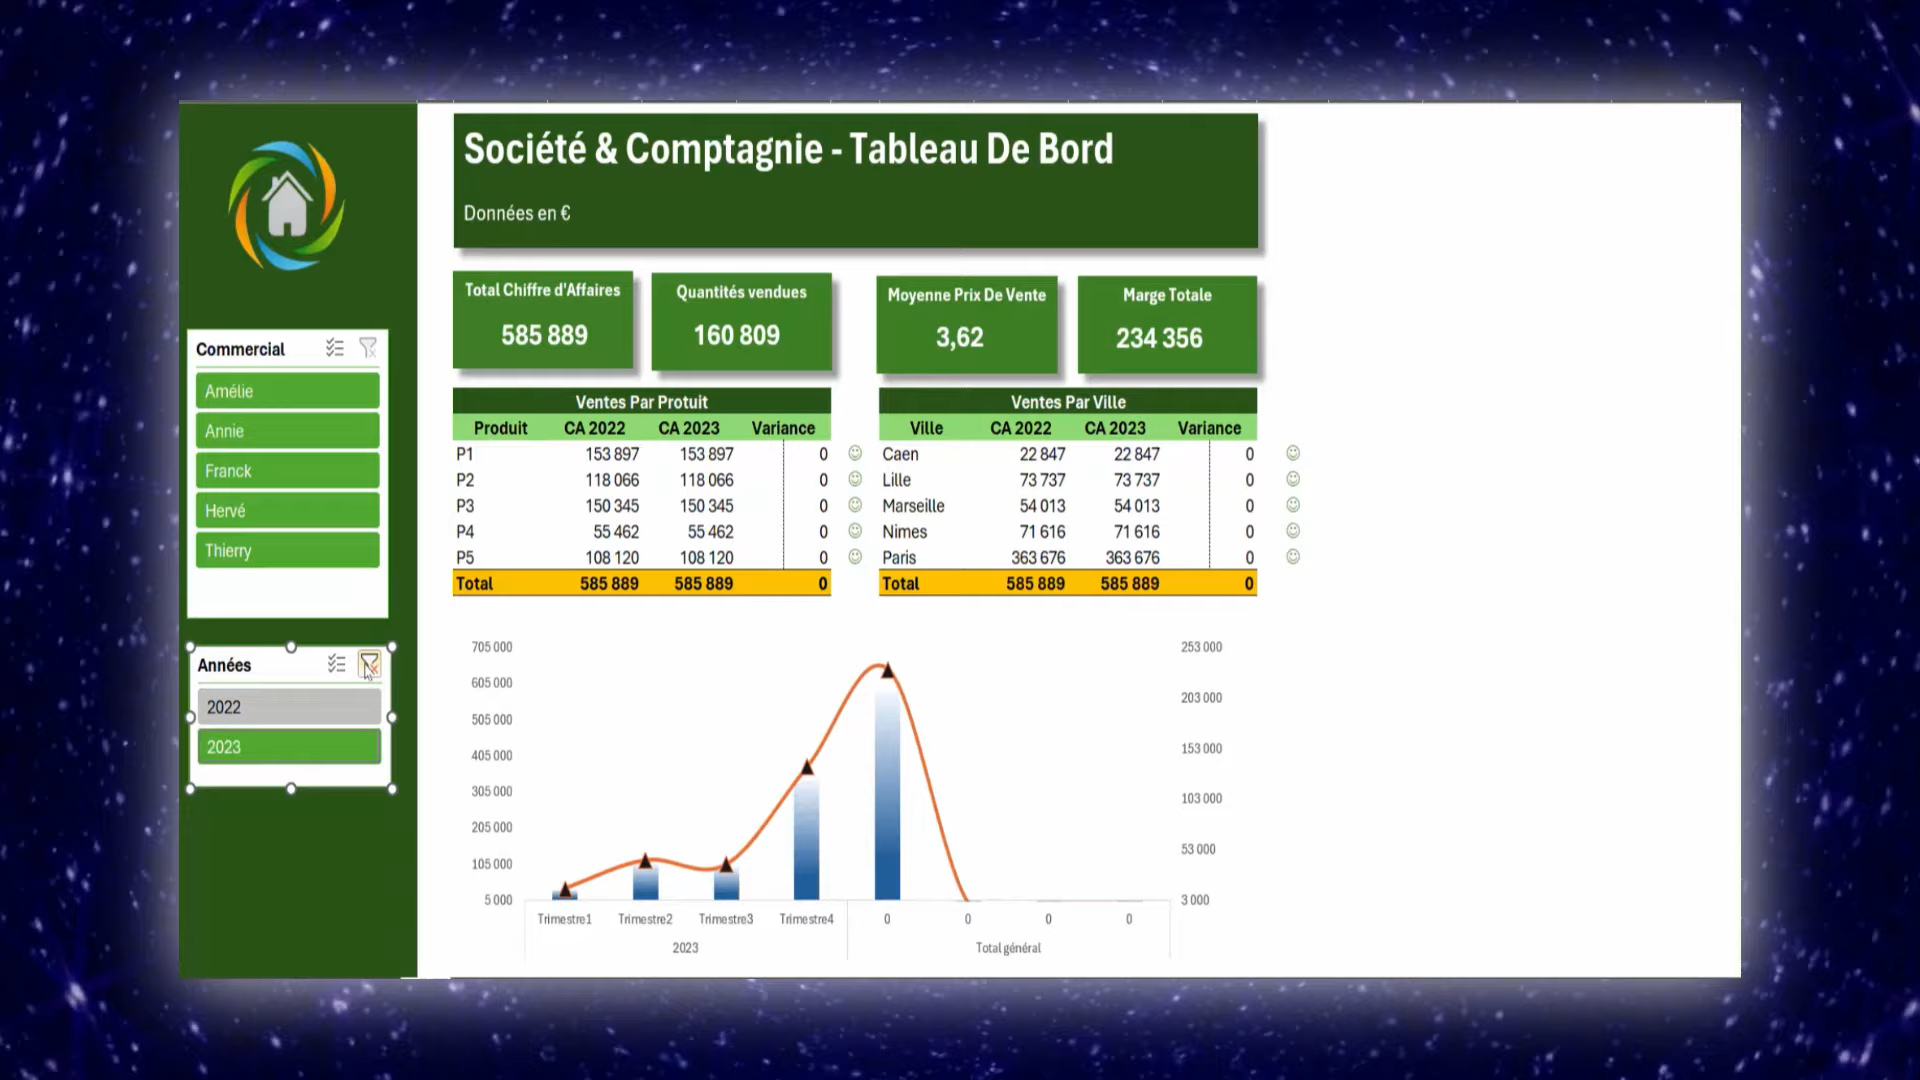 Société & Comptagnie - Tableau De Bord
Données en €
Total Chiffre d'Affaires
585 889
Quantités vendues
160 809
Moyenne Prix De Vente
3,62
Marge Totale
234 356
Commercial
Amélie
Annie
Franck
Hervé
Thierry
Années
2022
2023
Ventes Par Protuit
Produit CA 2022 CA 2023 Variance
P1 153 897 153 897 0
P2 118 066 118 066 0
P3 150 345 150 345 0
P4 55 462 55 462 0
P5 108 120 108 120 0
Total 585 889 585 889 0
Ventes Par Ville
Ville CA 2022 CA 2023 Variance
Caen 22 847 22 847 0
Lille 73 737 73 737 0
Marseille 54 013 54 013 0
Nimes 71 616 71 616 0
Paris 363 676 363 676 0
Total 585 889 585 889 0
705 000
605 000
505 000
405 000
305 000
205 000
105 000
5 000
253 000
203 000
153 000
103 000
53 000
3 000
Trimestre1 Trimestre2 Trimestre3 Trimestre4 0 0 0 0
2023 Total général